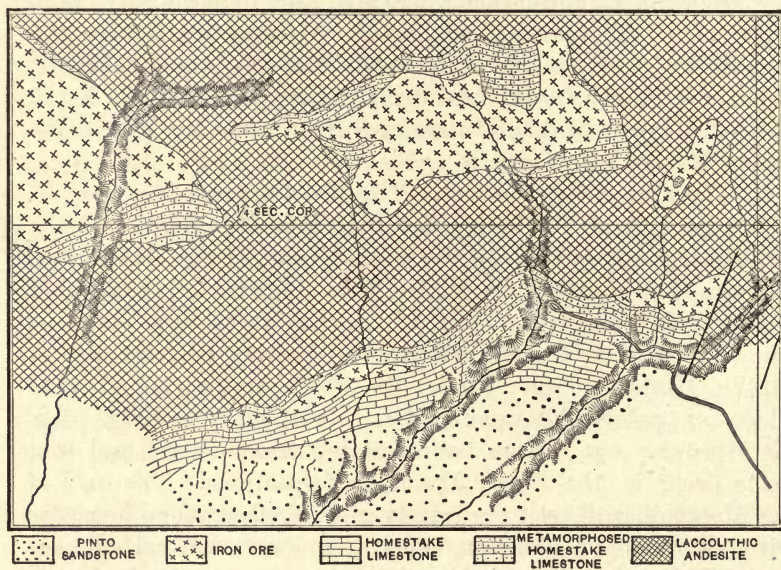 1/4 SEC. COR.
PINTO
SANDSTONE
IRON ORE
HOMESTAKE
LIMESTONE
METAMORPHOSED
HOMESTAKE
LIMESTONE
LACCOLITHIC
ANDESITE